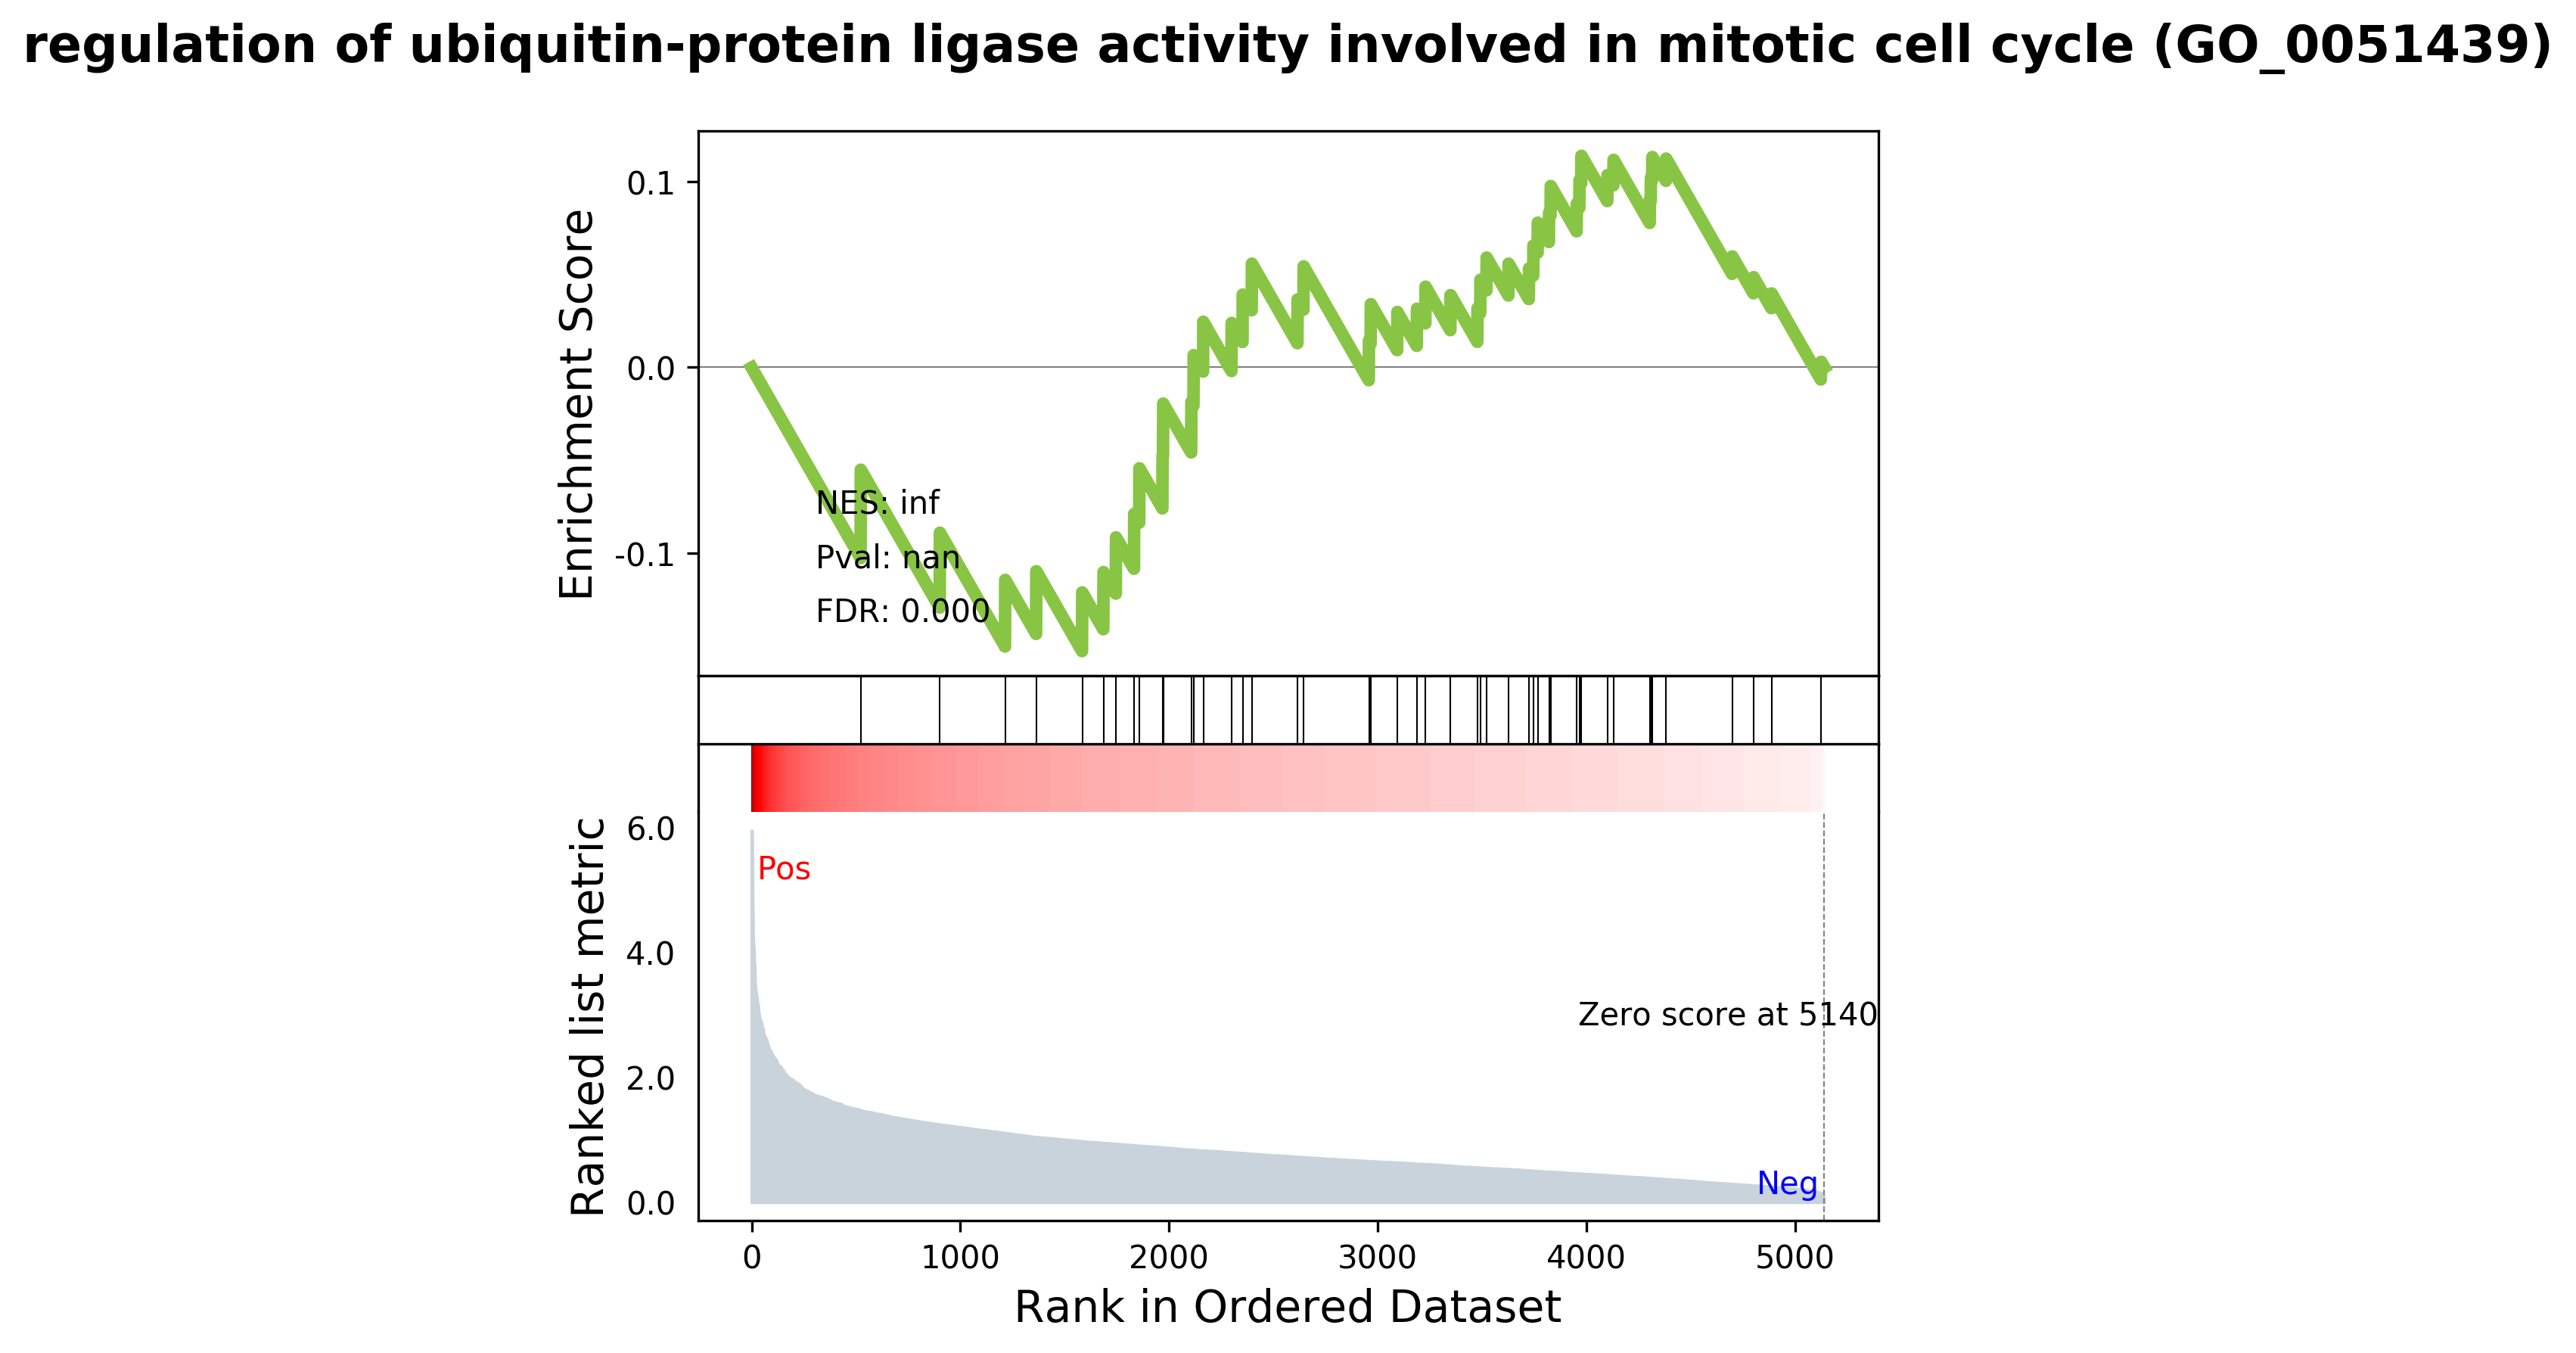 regulation of ubiquitin-protein ligase activity involved in mitotic cell cycle (GO_0051439)
Enrichment Score
0.1
0.0
-0.1
NES: inf
Pval: nan
FDR: 0.000
Ranked list metric
6.0
4.0
2.0
0.0
Pos
Zero score at 5140
Neg
0 1000 2000 3000 4000 5000
Rank in Ordered Dataset